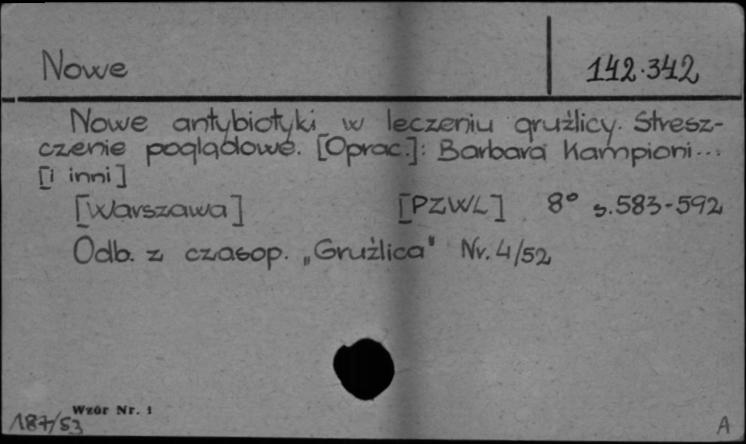 Nowe
142.342
Nowe antybiotyki w leczeniu gruźlicy. Stresz-
czenie poglądowe. [Oprac.]: Barbara Kampioni...
[i inni]
[Warszawa] [PZWL] 8° s.583-592
Odb. z czasop. „Gruźlica" Nr. 4/52
Wzór Nr. 1
187/53
A